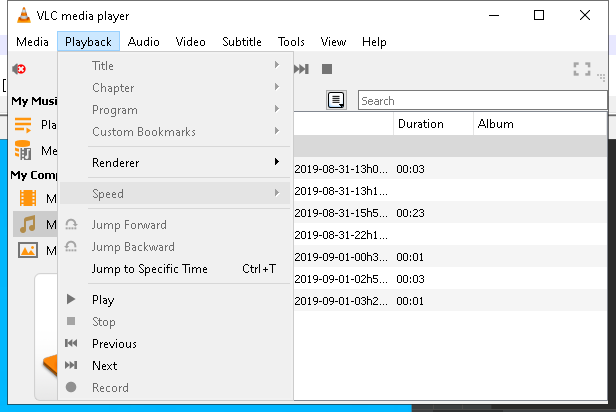 VLC media player
Media Playback Audio Video Subtitle Tools View Help
Title
Chapter
Program
Custom Bookmarks
Renderer
Speed
Jump Forward
Jump Backward
Jump to Specific Time Ctrl+T
Play
Stop
Previous
Next
Record
Search
My Musi
Pla
Me
My Comp
M
M
M
Duration Album
2019-08-31-13h0... 00:03
2019-08-31-13h1...
2019-08-31-15h5... 00:23
2019-08-31-22h1...
2019-09-01-00h3... 00:01
2019-09-01-02h5... 00:03
2019-09-01-03h2... 00:01